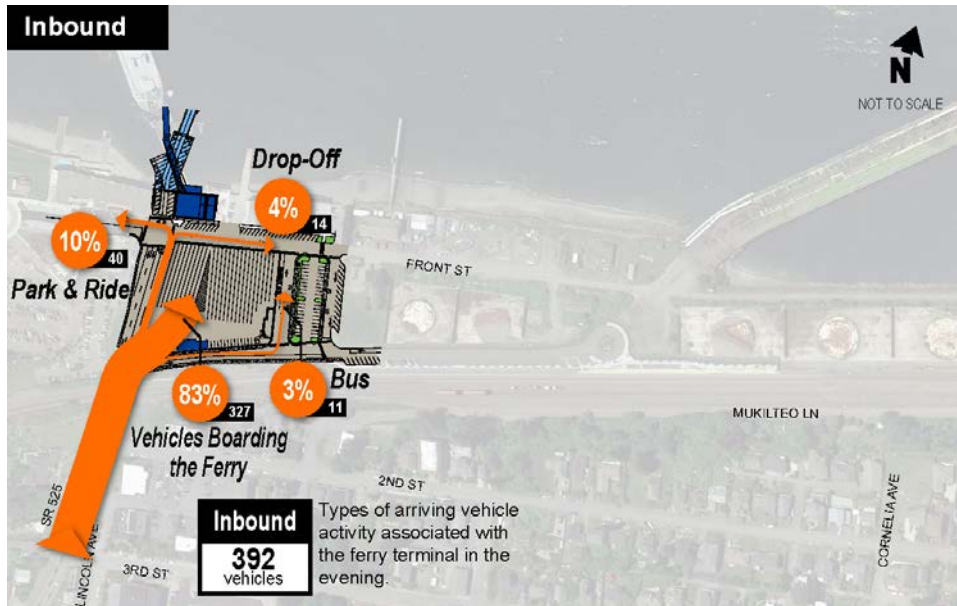 Inbound
N
NOT TO SCALE
Drop-Off
4%
14
10%
40
Park & Ride
FRONT ST
83%
327
Vehicles Boarding
the Ferry
3%
11
Bus
MUKILTEO LN
SR 525
LINCOLN AVE
3RD ST
2ND ST
CORNELIA AVE
Inbound
392
vehicles
Types of arriving vehicle
activity associated with
the ferry terminal in the
evening.